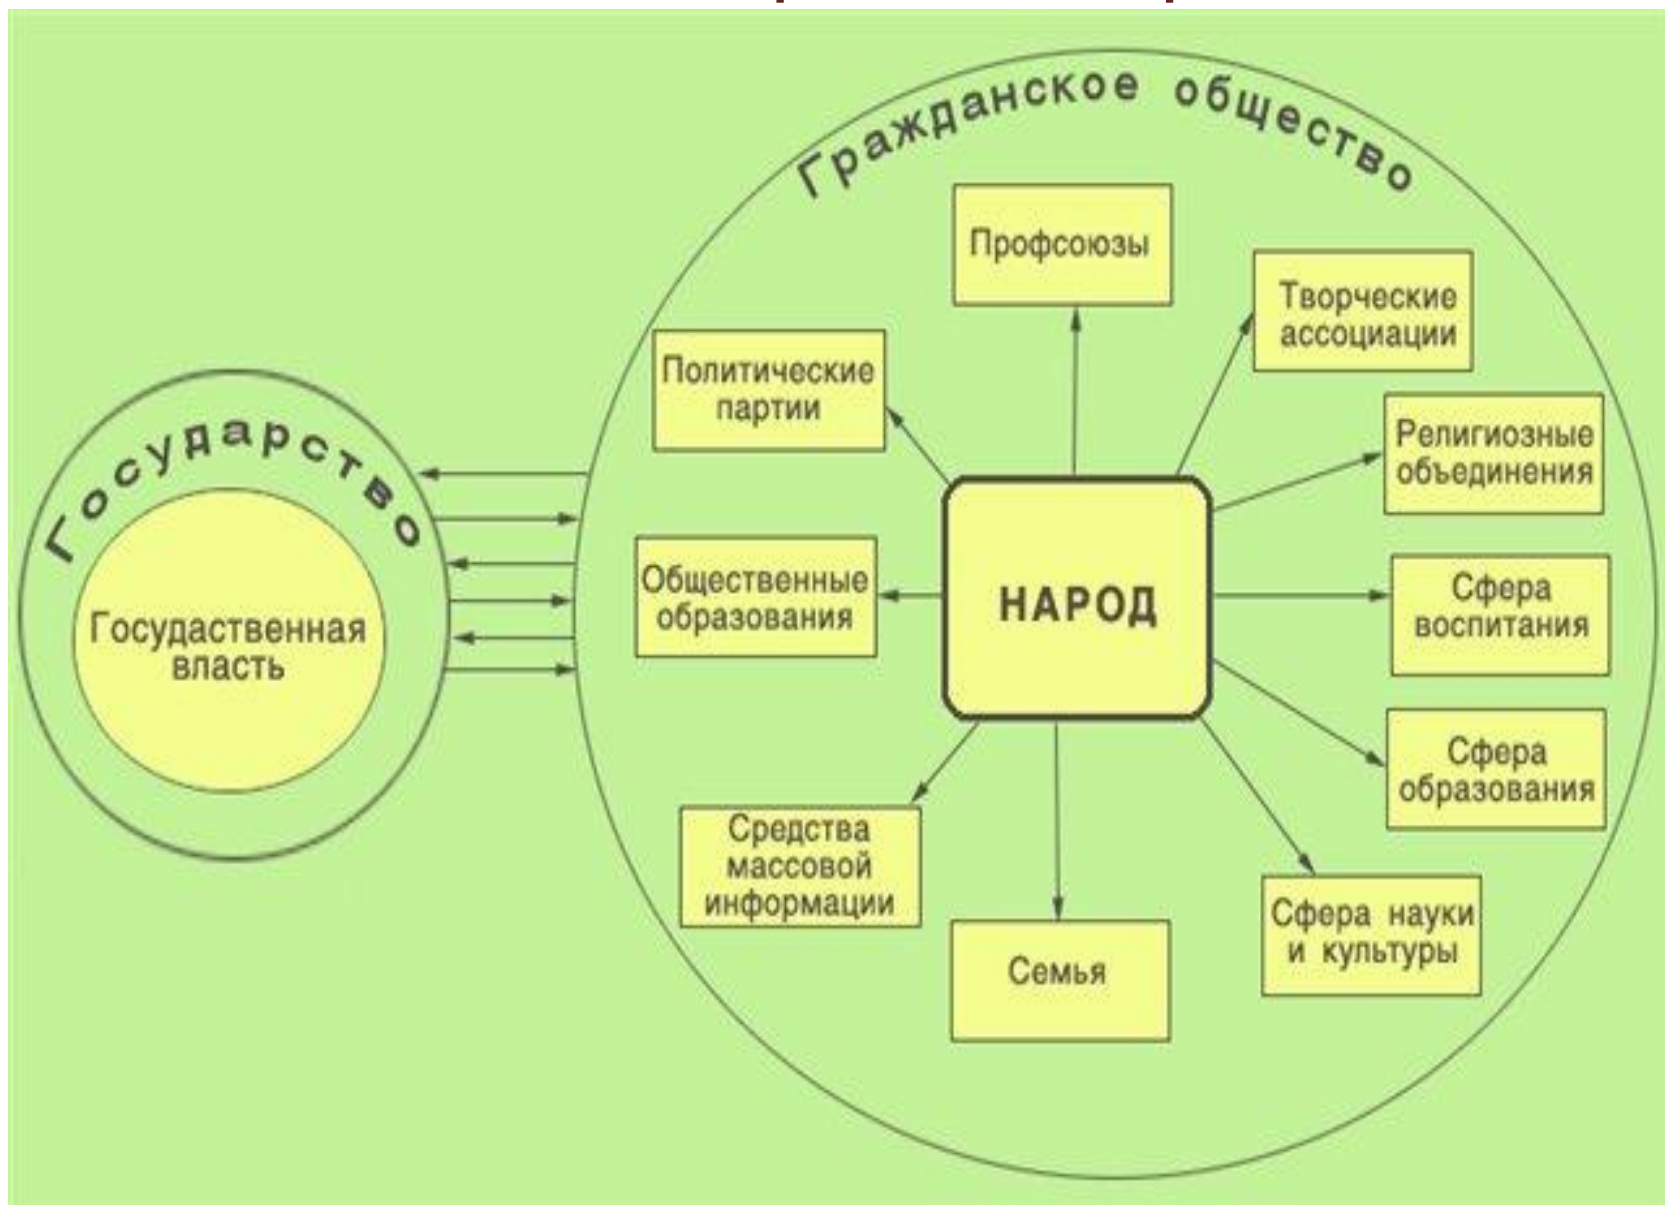 Гражданское общество
Профсоюзы
Творческие
ассоциации
Политические
партии
Религиозные
объединения
Государство
Государственная
власть
Общественные
образования
НАРОД
Сфера
воспитания
Сфера
образования
Средства
массовой
информации
Семья
Сфера науки
и культуры